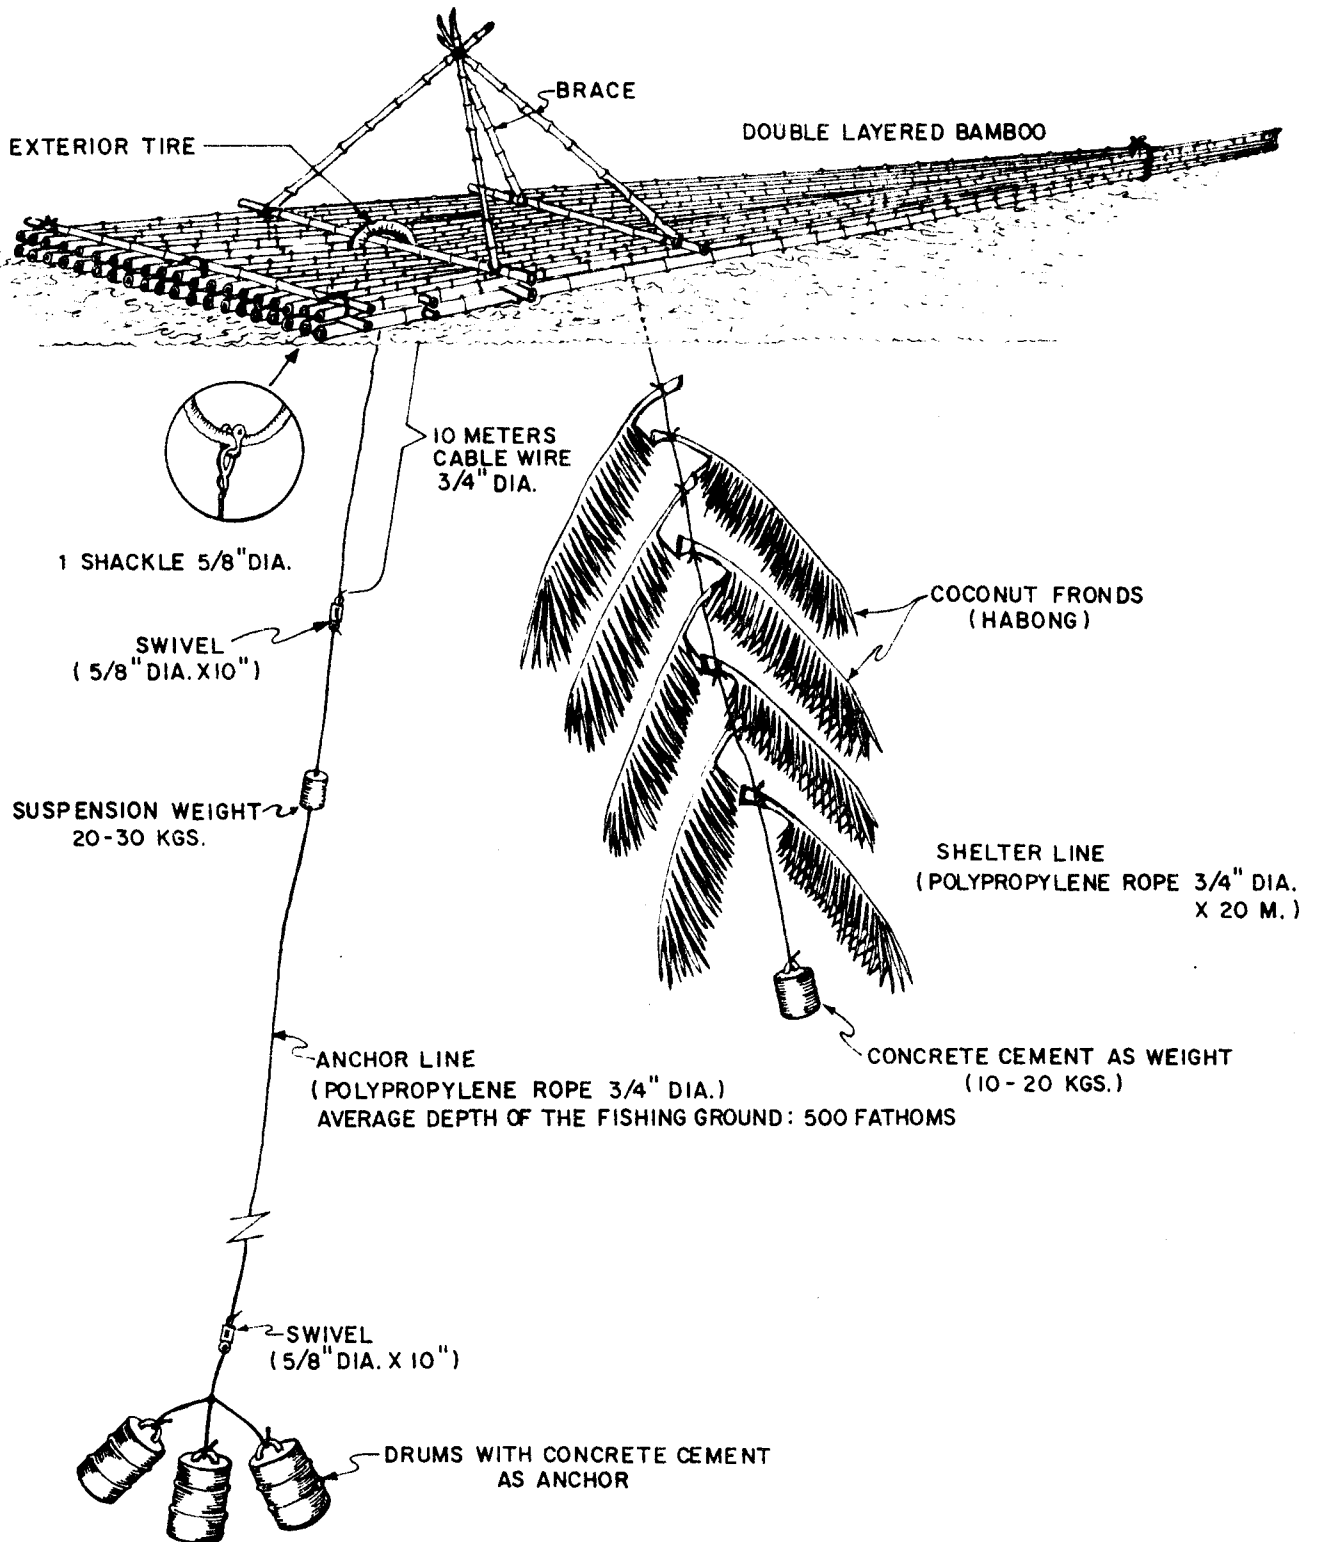 BRACE
EXTERIOR TIRE
DOUBLE LAYERED BAMBOO
10 METERS
CABLE WIRE
3/4" DIA.
1 SHACKLE 5/8" DIA.
COCONUT FRONDS
(HABONG)
SWIVEL
(5/8" DIA. X 10")
SUSPENSION WEIGHT
20-30 KGS.
SHELTER LINE
(POLYPROPYLENE ROPE 3/4" DIA.
X 20 M.)
ANCHOR LINE
(POLYPROPYLENE ROPE 3/4" DIA.)
AVERAGE DEPTH OF THE FISHING GROUND: 500 FATHOMS
CONCRETE CEMENT AS WEIGHT
(10-20 KGS.)
SWIVEL
(5/8" DIA. X 10")
DRUMS WITH CONCRETE CEMENT
AS ANCHOR